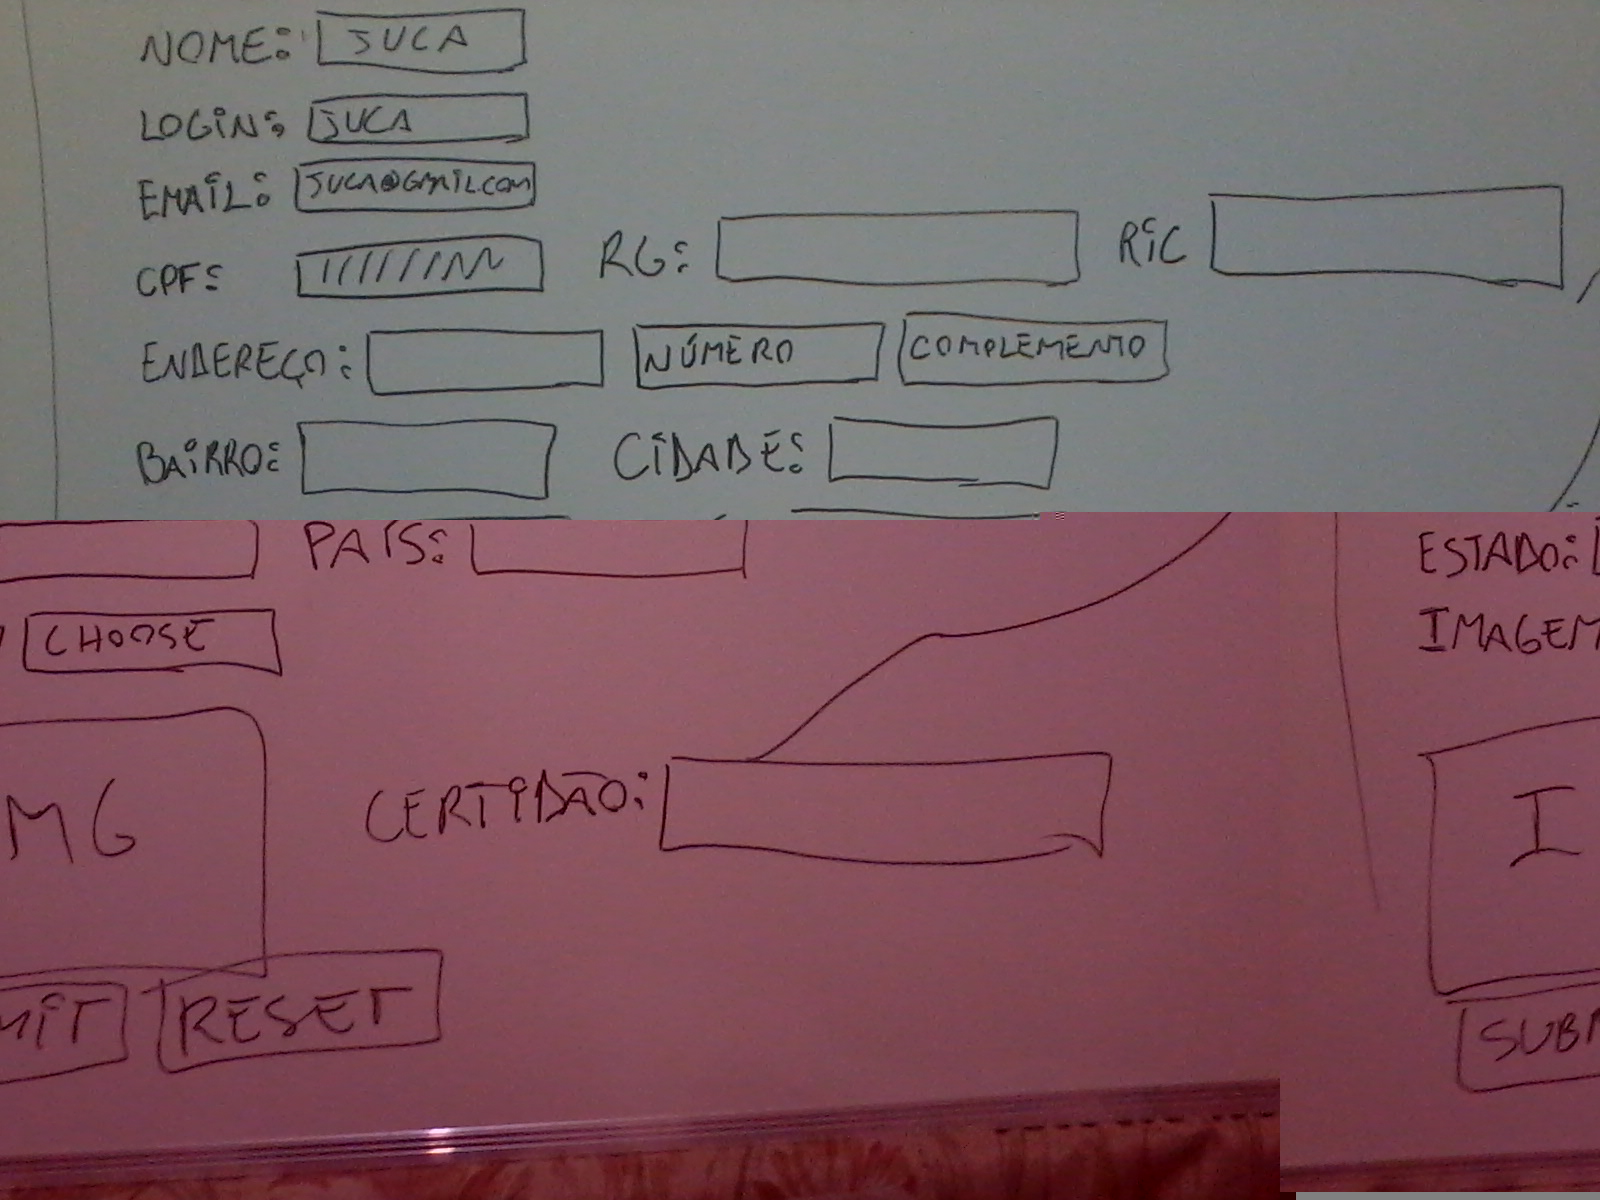 NOME: JUCA
LOGIN: JUCA
EMAIL: JUCA@GMAIL.COM
CPF: RG: RIC
ENDEREÇO: NÚMERO COMPLEMENTO
BAIRRO: CIDADE:
PAÍS: ESTADO:
CHOOSE IMAGEM
MG CERTIDÃO: I
MIT RESET SUBM